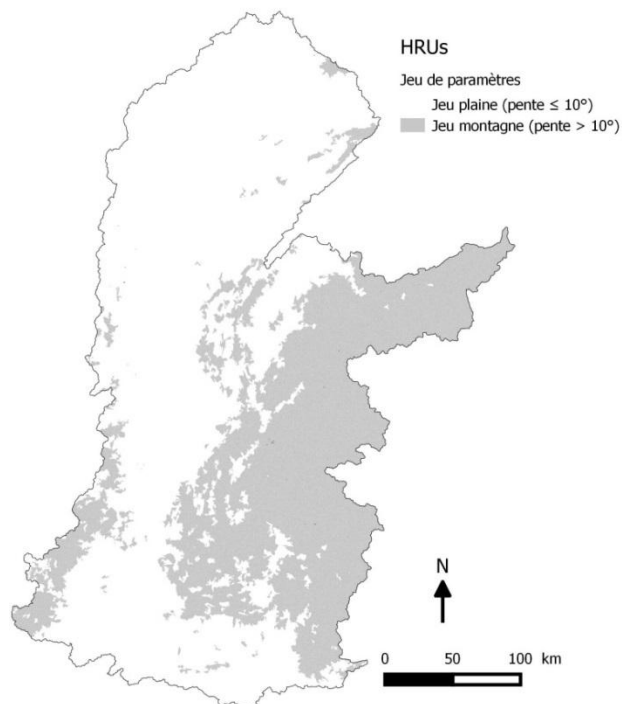 HRUs
Jeu de paramètres
Jeu plaine (pente ≤ 10°)
Jeu montagne (pente > 10°)
N
0 50 100 km